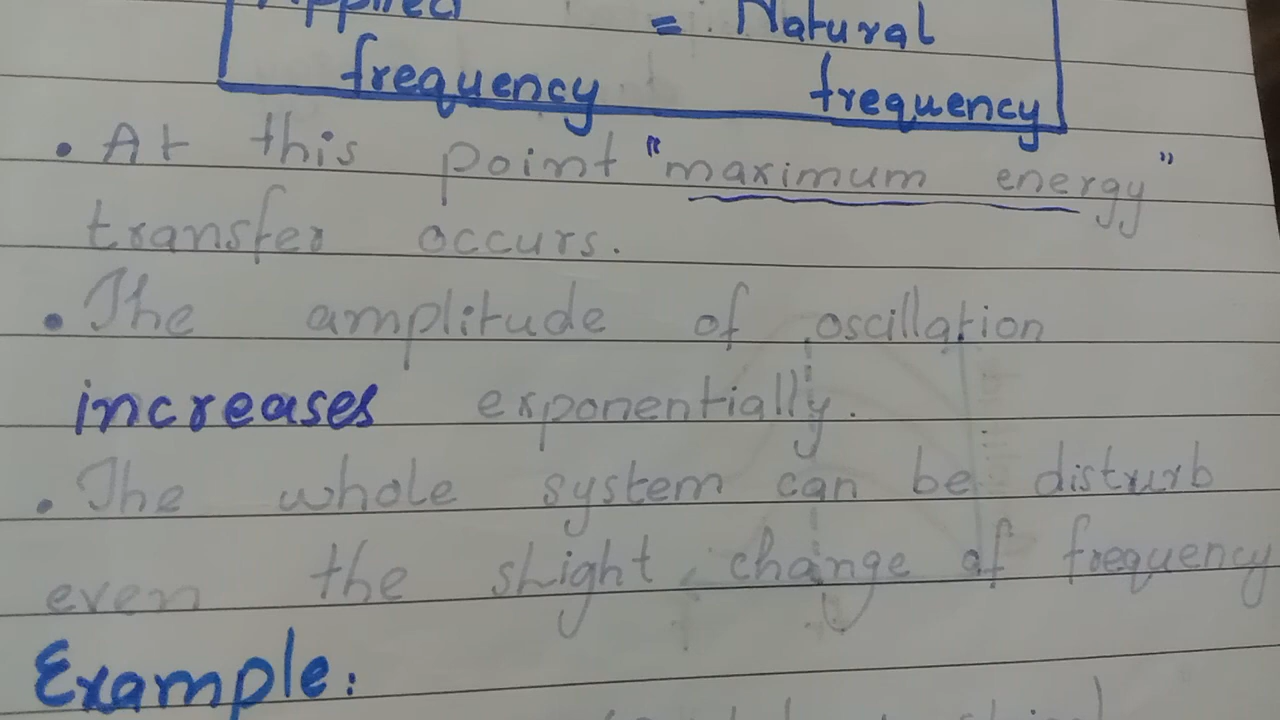 Applied = Natural
frequency frequency
• At this point "maximum energy"
transfer occurs.
• The amplitude of oscillation
increases exponentially.
• The whole system can be disturb
even the slight change of frequency
Example: